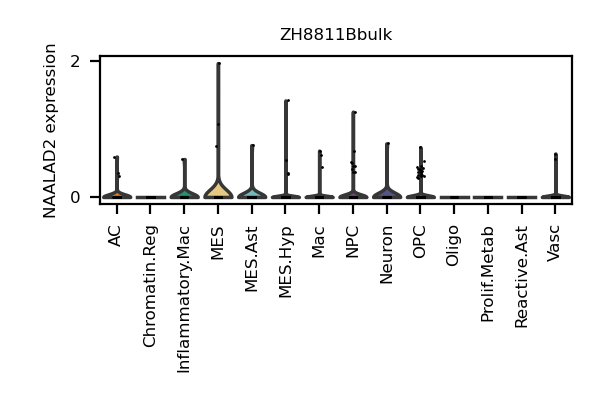 ZH8811Bbulk
NAALAD2 expression
2
0
AC
Chromatin.Reg
Inflammatory.Mac
MES
MES.Ast
MES.Hyp
Mac
NPC
Neuron
OPC
Oligo
Prolif.Metab
Reactive.Ast
Vasc